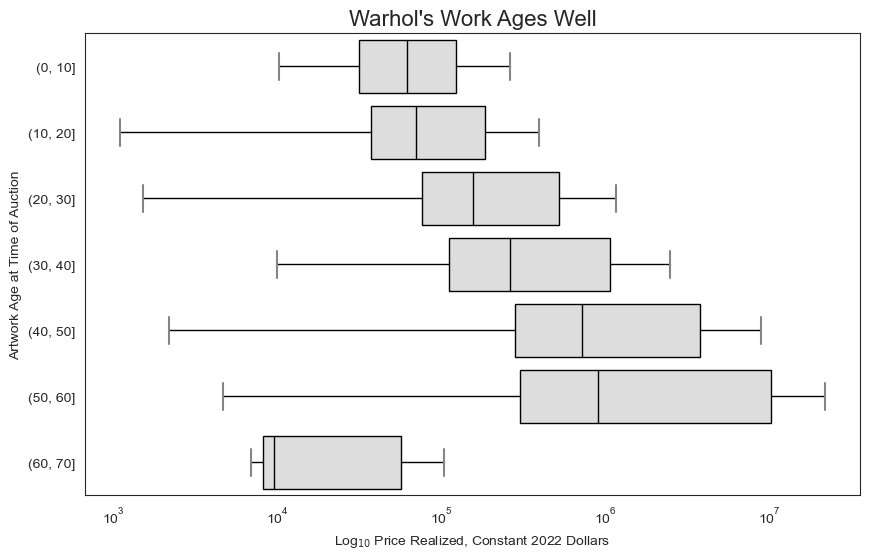 Warhol's Work Ages Well
Artwork Age at Time of Auction
(0, 10]
(10, 20]
(20, 30]
(30, 40]
(40, 50]
(50, 60]
(60, 70]
10³ 10⁴ 10⁵ 10⁶ 10⁷
Log₁₀ Price Realized, Constant 2022 Dollars